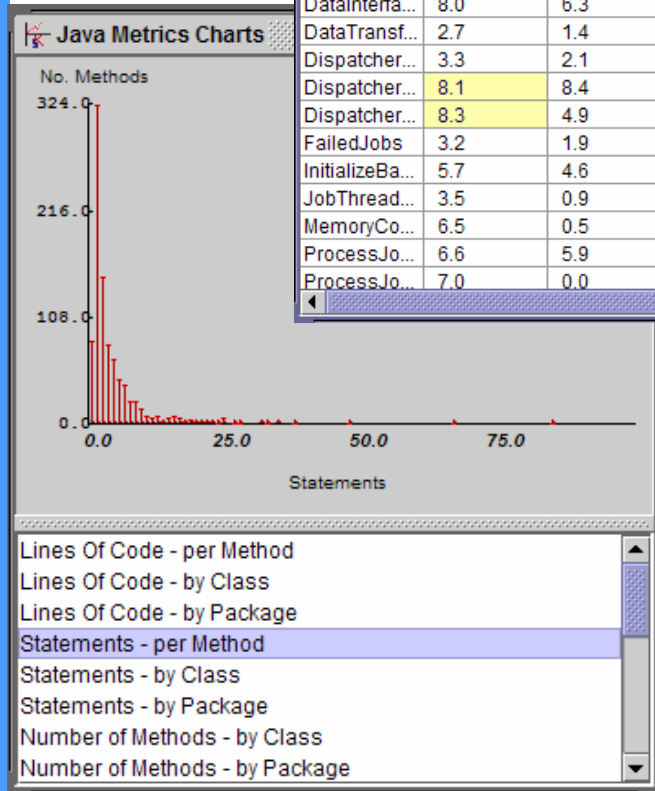 DataInterfa... 8.0 6.3
Java Metrics Charts
DataTransf... 2.7 1.4
Dispatcher... 3.3 2.1
Dispatcher... 8.1 8.4
Dispatcher... 8.3 4.9
FailedJobs 3.2 1.9
InitializeBa... 5.7 4.6
JobThread... 3.5 0.9
MemoryCo... 6.5 0.5
ProcessJo... 6.6 5.9
ProcessJo... 7.0 0.0
No. Methods
324.0
216.0
108.0
0.0
0.0 25.0 50.0 75.0
Statements
Lines Of Code - per Method
Lines Of Code - by Class
Lines Of Code - by Package
Statements - per Method
Statements - by Class
Statements - by Package
Number of Methods - by Class
Number of Methods - by Package